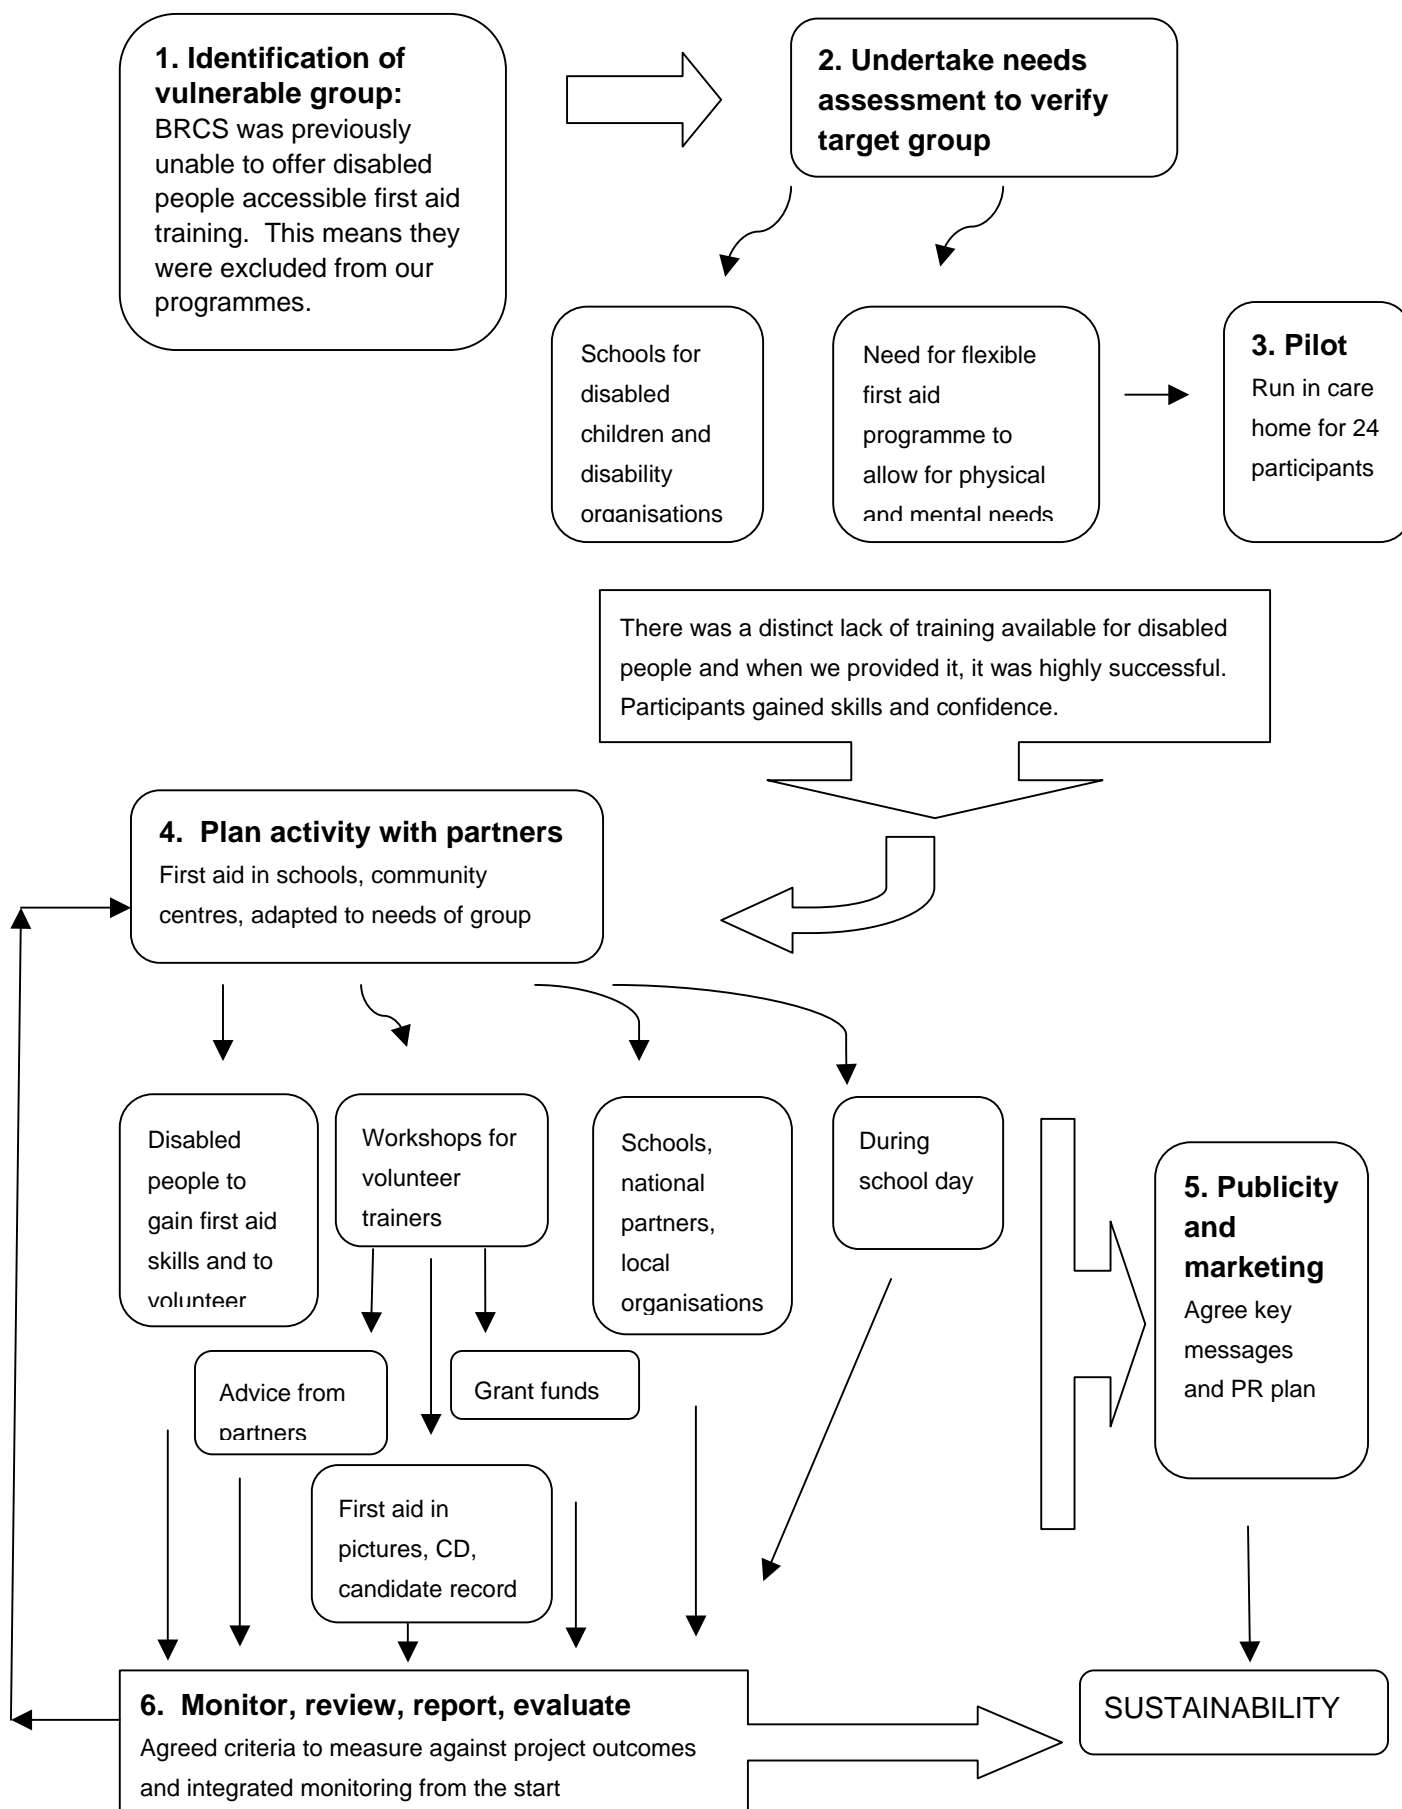 1. Identification of
vulnerable group:
BRCS was previously
unable to offer disabled
people accessible first aid
training.  This means they
were excluded from our
programmes.
2. Undertake needs
assessment to verify
target group
Schools for
disabled
children and
disability
organisations
Need for flexible
first aid
programme to
allow for physical
and mental needs
3. Pilot
Run in care
home for 24
participants
There was a distinct lack of training available for disabled
people and when we provided it, it was highly successful.
Participants gained skills and confidence.
4.  Plan activity with partners
First aid in schools, community
centres, adapted to needs of group
Disabled
people to
gain first aid
skills and to
volunteer
Workshops for
volunteer
trainers
Schools,
national
partners,
local
organisations
During
school day
5. Publicity
and
marketing
Agree key
messages
and PR plan
Advice from
partners
Grant funds
First aid in
pictures, CD,
candidate record
6.  Monitor, review, report, evaluate
Agreed criteria to measure against project outcomes
and integrated monitoring from the start
SUSTAINABILITY